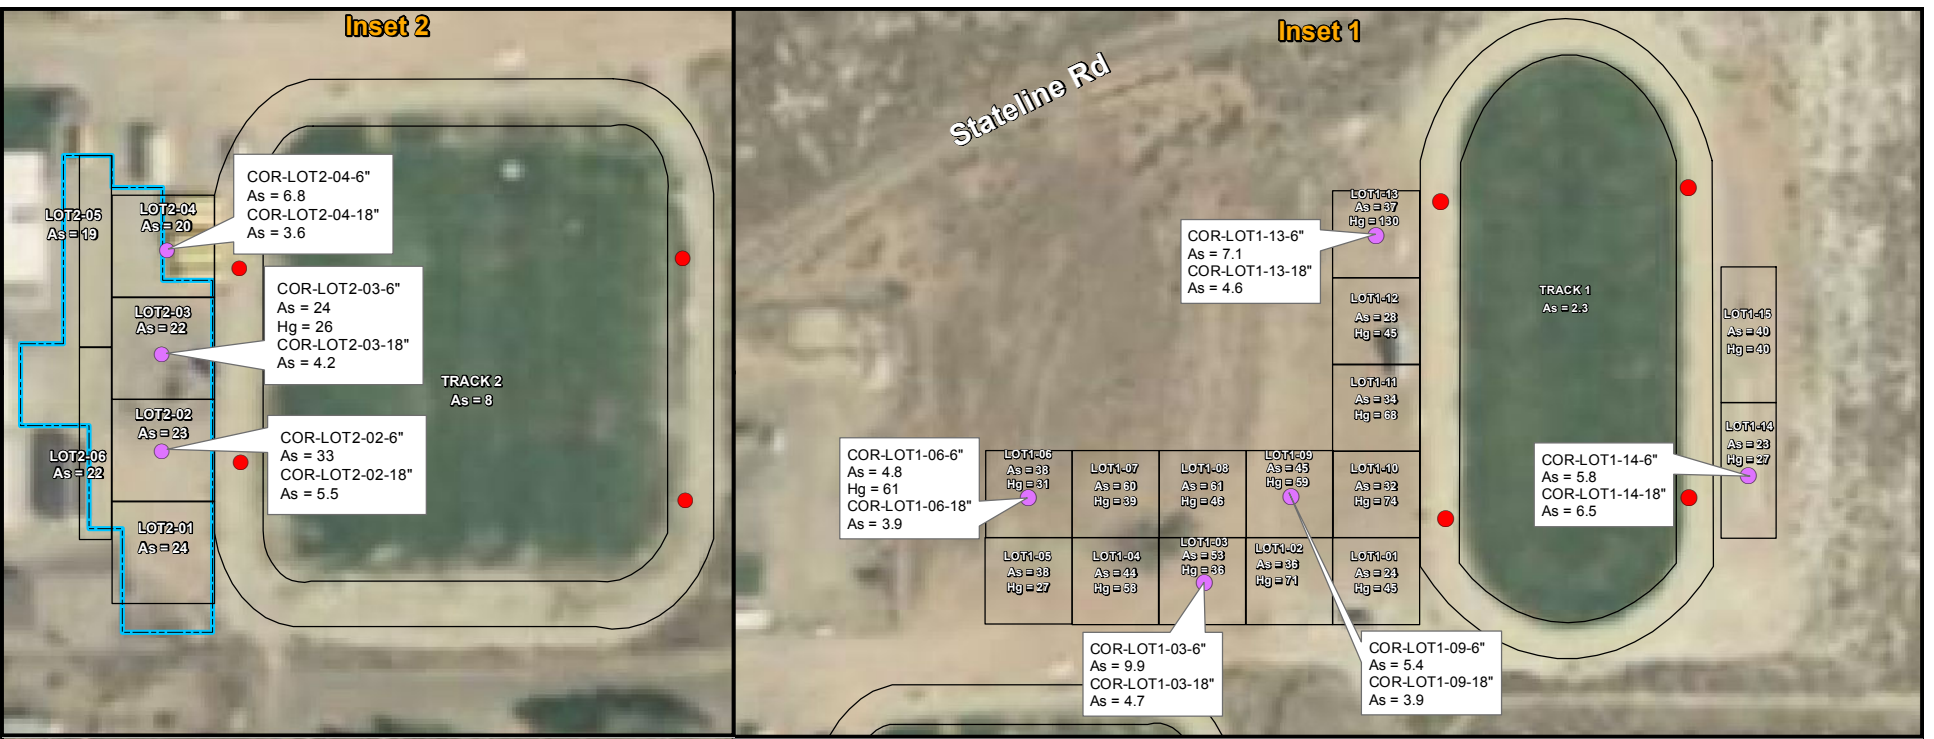 Inset 2
LOT2-05
As = 19
LOT2-04
As = 20
COR-LOT2-04-6"
As = 6.8
COR-LOT2-04-18"
As = 3.6
LOT2-03
As = 22
COR-LOT2-03-6"
As = 24
Hg = 26
COR-LOT2-03-18"
As = 4.2
TRACK 2
As = 8
LOT2-02
As = 23
COR-LOT2-02-6"
As = 33
COR-LOT2-02-18"
As = 5.5
LOT2-06
As = 22
LOT2-01
As = 24
Inset 1
Stateline Rd
LOT1-13
As = 37
Hg = 130
COR-LOT1-13-6"
As = 7.1
COR-LOT1-13-18"
As = 4.6
LOT1-12
As = 28
Hg = 45
TRACK 1
As = 2.3
LOT1-15
As = 40
Hg = 40
LOT1-11
As = 34
Hg = 68
LOT1-14
As = 23
Hg = 27
COR-LOT1-14-6"
As = 5.8
COR-LOT1-14-18"
As = 6.5
COR-LOT1-06-6"
As = 4.8
Hg = 61
COR-LOT1-06-18"
As = 3.9
LOT1-06
As = 38
Hg = 31
LOT1-07
As = 60
Hg = 39
LOT1-08
As = 61
Hg = 46
LOT1-09
As = 45
Hg = 59
LOT1-10
As = 32
Hg = 74
LOT1-05
As = 38
Hg = 27
LOT1-04
As = 44
Hg = 58
LOT1-03
As = 53
Hg = 36
LOT1-02
As = 36
Hg = 71
LOT1-01
As = 24
Hg = 45
COR-LOT1-03-6"
As = 9.9
COR-LOT1-03-18"
As = 4.7
COR-LOT1-09-6"
As = 5.4
COR-LOT1-09-18"
As = 3.9